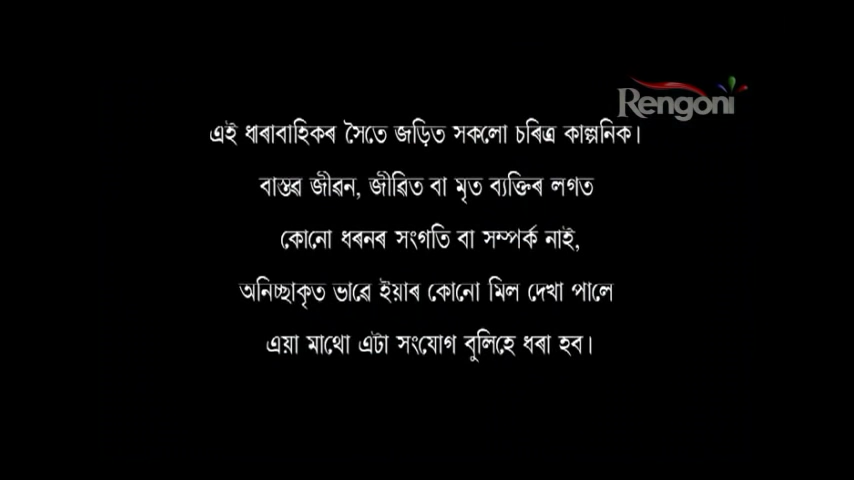 Rengoni
এই ধাৰাবাহিকৰ সৈতে জড়িত সকলো চৰিত্ৰ কাল্পনিক।
বাস্তৱ জীৱন, জীৱিত বা মৃত ব্যক্তিৰ লগত
কোনো ধৰনৰ সংগতি বা সম্পৰ্ক নাই,
অনিচ্ছাকৃত ভাৱে ইয়াৰ কোনো মিল দেখা পালে
এয়া মাথো এটা সংযোগ বুলিহে ধৰা হব।